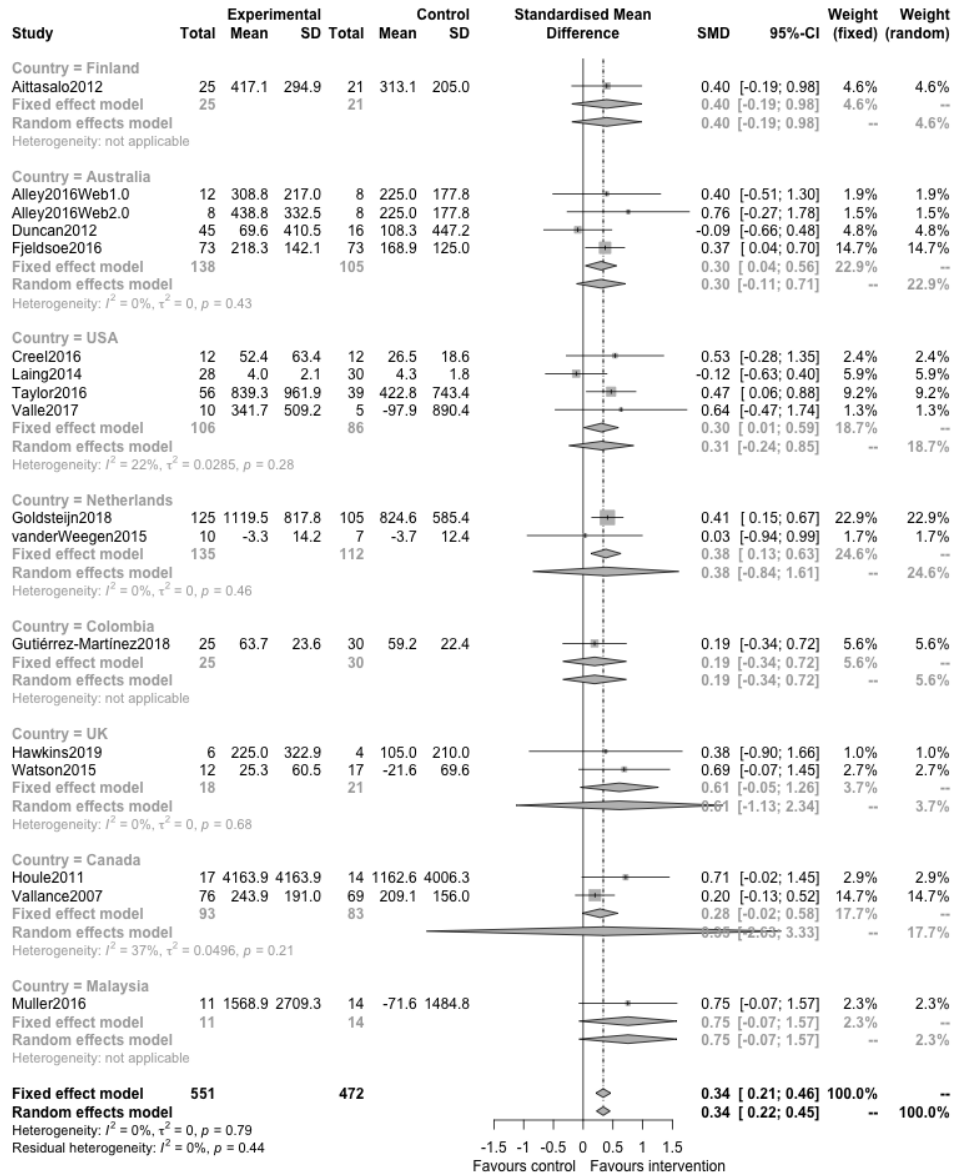 Experimental Control Standardised Mean Weight Weight
Study Total Mean SD Total Mean SD Difference SMD 95%-CI (fixed) (random)
Country = Finland
Aittasalo2012 25 417.1 294.9 21 313.1 205.0 0.40 [-0.19; 0.98] 4.6% 4.6%
Fixed effect model 25 21 0.40 [-0.19; 0.98] 4.6% --
Random effects model 0.40 [-0.19; 0.98] -- 4.6%
Heterogeneity: not applicable
Country = Australia
Alley2016Web1.0 12 308.8 217.0 8 225.0 177.8 0.40 [-0.51; 1.30] 1.9% 1.9%
Alley2016Web2.0 8 438.8 332.5 8 225.0 177.8 0.76 [-0.27; 1.78] 1.5% 1.5%
Duncan2012 45 69.6 410.5 16 108.3 447.2 -0.09 [-0.66; 0.48] 4.8% 4.8%
Fjeldsoe2016 73 218.3 142.1 73 168.9 125.0 0.37 [ 0.04; 0.70] 14.7% 14.7%
Fixed effect model 138 105 0.30 [ 0.04; 0.56] 22.9% --
Random effects model 0.30 [-0.11; 0.71] -- 22.9%
Heterogeneity: I² = 0%, τ² = 0, p = 0.43
Country = USA
Creel2016 12 52.4 63.4 12 26.5 18.6 0.53 [-0.28; 1.35] 2.4% 2.4%
Laing2014 28 4.0 2.1 30 4.3 1.8 -0.12 [-0.63; 0.40] 5.9% 5.9%
Taylor2016 56 839.3 961.9 39 422.8 743.4 0.47 [ 0.06; 0.88] 9.2% 9.2%
Valle2017 10 341.7 509.2 5 -97.9 890.4 0.64 [-0.47; 1.74] 1.3% 1.3%
Fixed effect model 106 86 0.30 [ 0.01; 0.59] 18.7% --
Random effects model 0.31 [-0.24; 0.85] -- 18.7%
Heterogeneity: I² = 22%, τ² = 0.0285, p = 0.28
Country = Netherlands
Goldsteijn2018 125 1119.5 817.8 105 824.6 585.4 0.41 [ 0.15; 0.67] 22.9% 22.9%
vanderWeegen2015 10 -3.3 14.2 7 -3.7 12.4 0.03 [-0.94; 0.99] 1.7% 1.7%
Fixed effect model 135 112 0.38 [ 0.13; 0.63] 24.6% --
Random effects model 0.38 [-0.84; 1.61] -- 24.6%
Heterogeneity: I² = 0%, τ² = 0, p = 0.46
Country = Colombia
Gutiérrez-Martínez2018 25 63.7 23.6 30 59.2 22.4 0.19 [-0.34; 0.72] 5.6% 5.6%
Fixed effect model 25 30 0.19 [-0.34; 0.72] 5.6% --
Random effects model 0.19 [-0.34; 0.72] -- 5.6%
Heterogeneity: not applicable
Country = UK
Hawkins2019 6 225.0 322.9 4 105.0 210.0 0.38 [-0.90; 1.66] 1.0% 1.0%
Watson2015 12 25.3 60.5 17 -21.6 69.6 0.69 [-0.07; 1.45] 2.7% 2.7%
Fixed effect model 18 21 0.61 [-0.05; 1.26] 3.7% --
Random effects model 0.61 [-1.13; 2.34] -- 3.7%
Heterogeneity: I² = 0%, τ² = 0, p = 0.68
Country = Canada
Houle2011 17 4163.9 4163.9 14 1162.6 4006.3 0.71 [-0.02; 1.45] 2.9% 2.9%
Vallance2007 76 243.9 191.0 69 209.1 156.0 0.20 [-0.13; 0.52] 14.7% 14.7%
Fixed effect model 93 83 0.28 [-0.02; 0.58] 17.7% --
Random effects model 3.33] -- 17.7%
Heterogeneity: I² = 37%, τ² = 0.0496, p = 0.21
Country = Malaysia
Muller2016 11 1568.9 2709.3 14 -71.6 1484.8 0.75 [-0.07; 1.57] 2.3% 2.3%
Fixed effect model 11 14 0.75 [-0.07; 1.57] 2.3% --
Random effects model 0.75 [-0.07; 1.57] -- 2.3%
Heterogeneity: not applicable
Fixed effect model 551 472 0.34 [ 0.21; 0.46] 100.0% --
Random effects model 0.34 [ 0.22; 0.45] -- 100.0%
Heterogeneity: I² = 0%, τ² = 0, p = 0.79
Residual heterogeneity: I² = 0%, p = 0.44
-1.5 -1 -0.5 0 0.5 1 1.5
Favours control Favours intervention